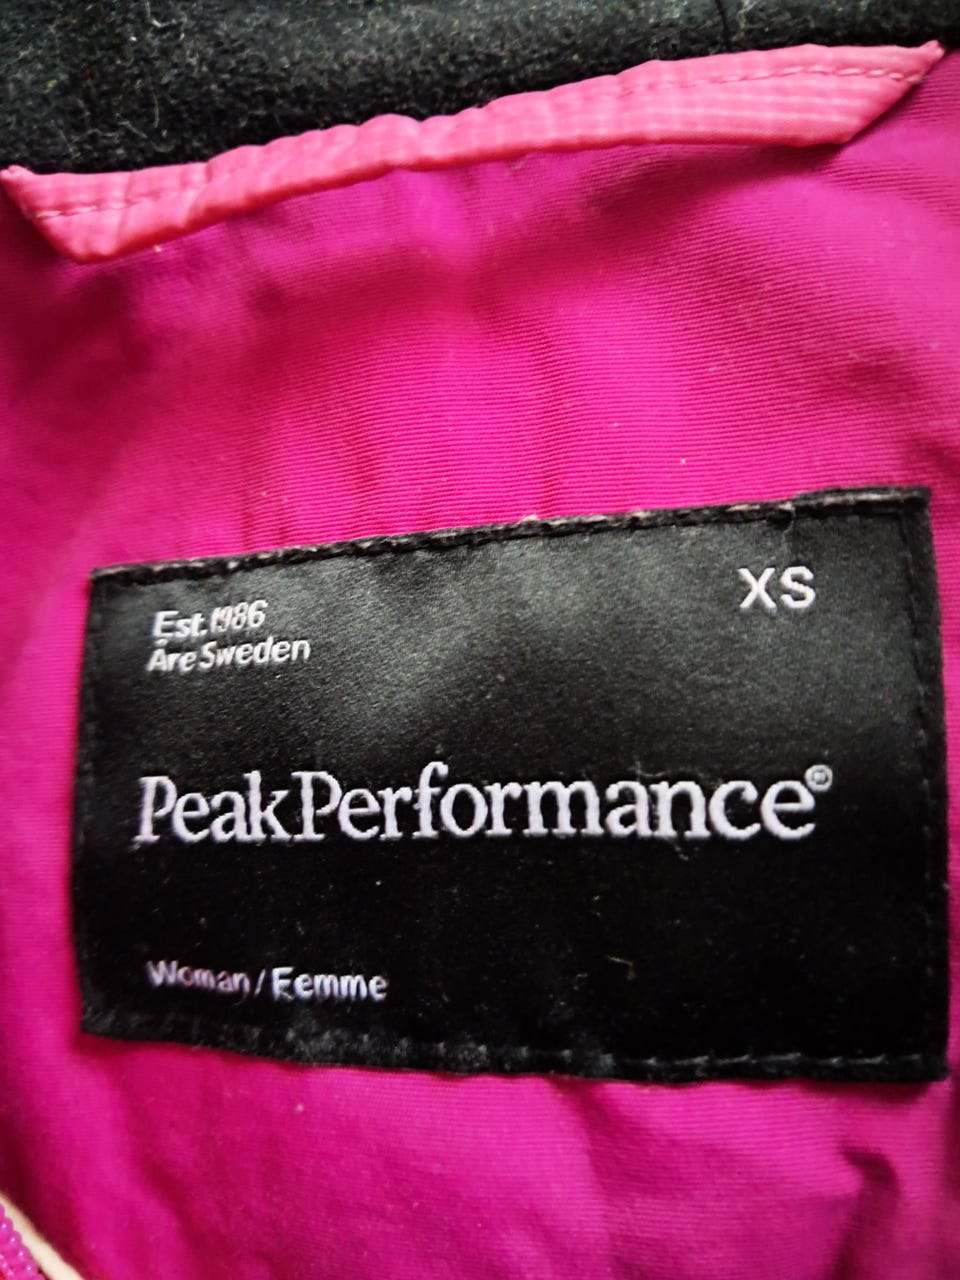 XS
Est.1986
Åre Sweden
PeakPerformance®
Woman/Femme